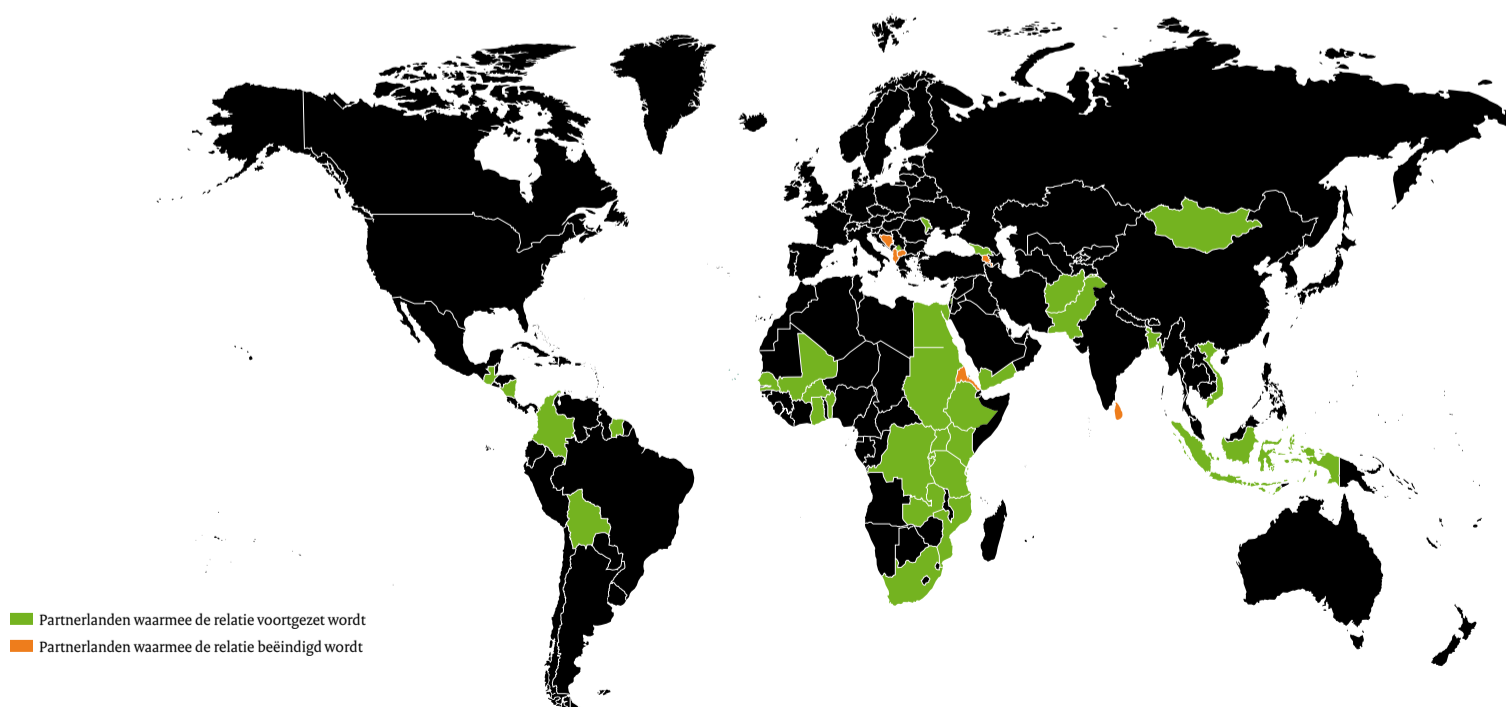 Partnerlanden waarmee de relatie voortgezet wordt
Partnerlanden waarmee de relatie beëindigd wordt